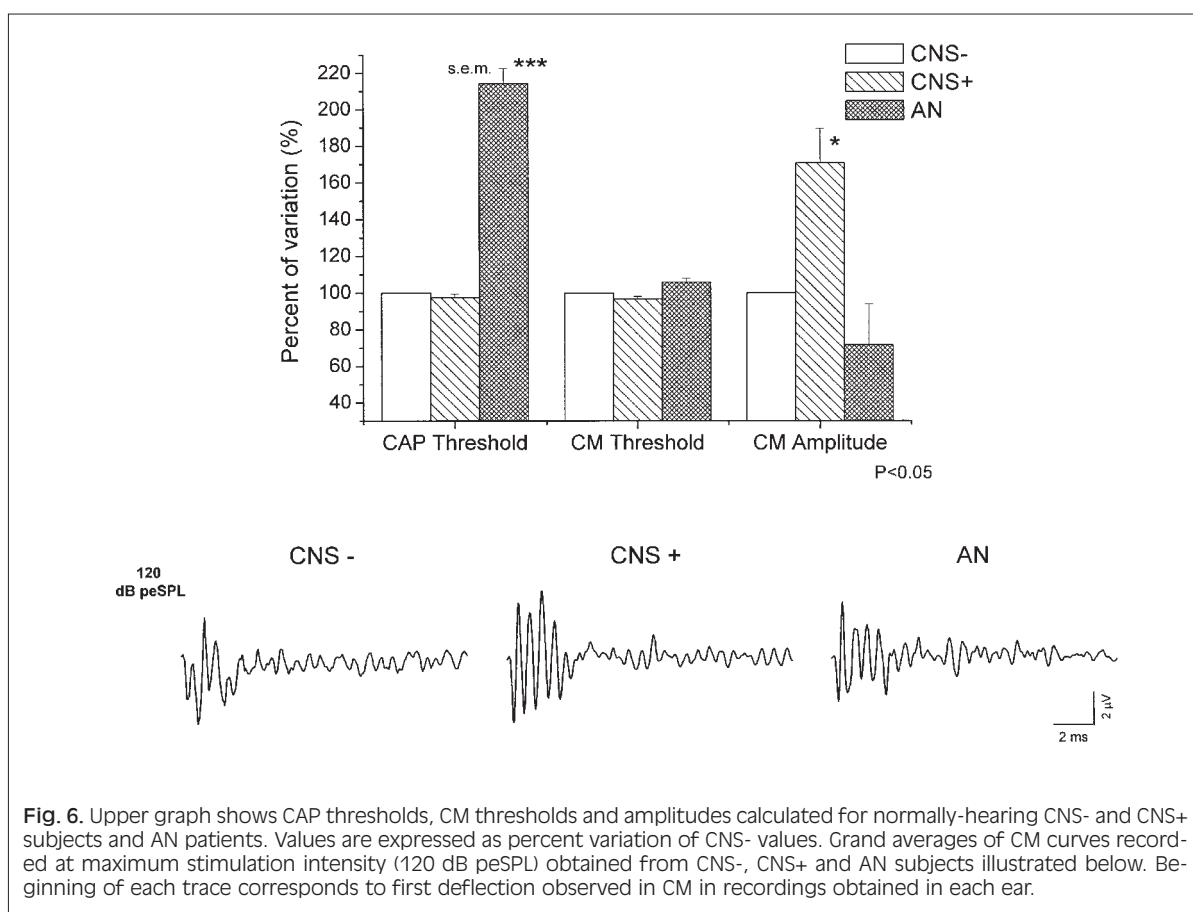 CNS-
CNS+
AN
s.e.m.
***
*
220
200
180
160
140
120
100
80
60
40
Percent of variation (%)
CAP Threshold CM Threshold CM Amplitude
P<0.05
CNS - CNS + AN
120
dB peSPL
2 µV
2 ms
Fig. 6. Upper graph shows CAP thresholds, CM thresholds and amplitudes calculated for normally-hearing CNS- and CNS+
subjects and AN patients. Values are expressed as percent variation of CNS- values. Grand averages of CM curves record-
ed at maximum stimulation intensity (120 dB peSPL) obtained from CNS-, CNS+ and AN subjects illustrated below. Be-
ginning of each trace corresponds to first deflection observed in CM in recordings obtained in each ear.